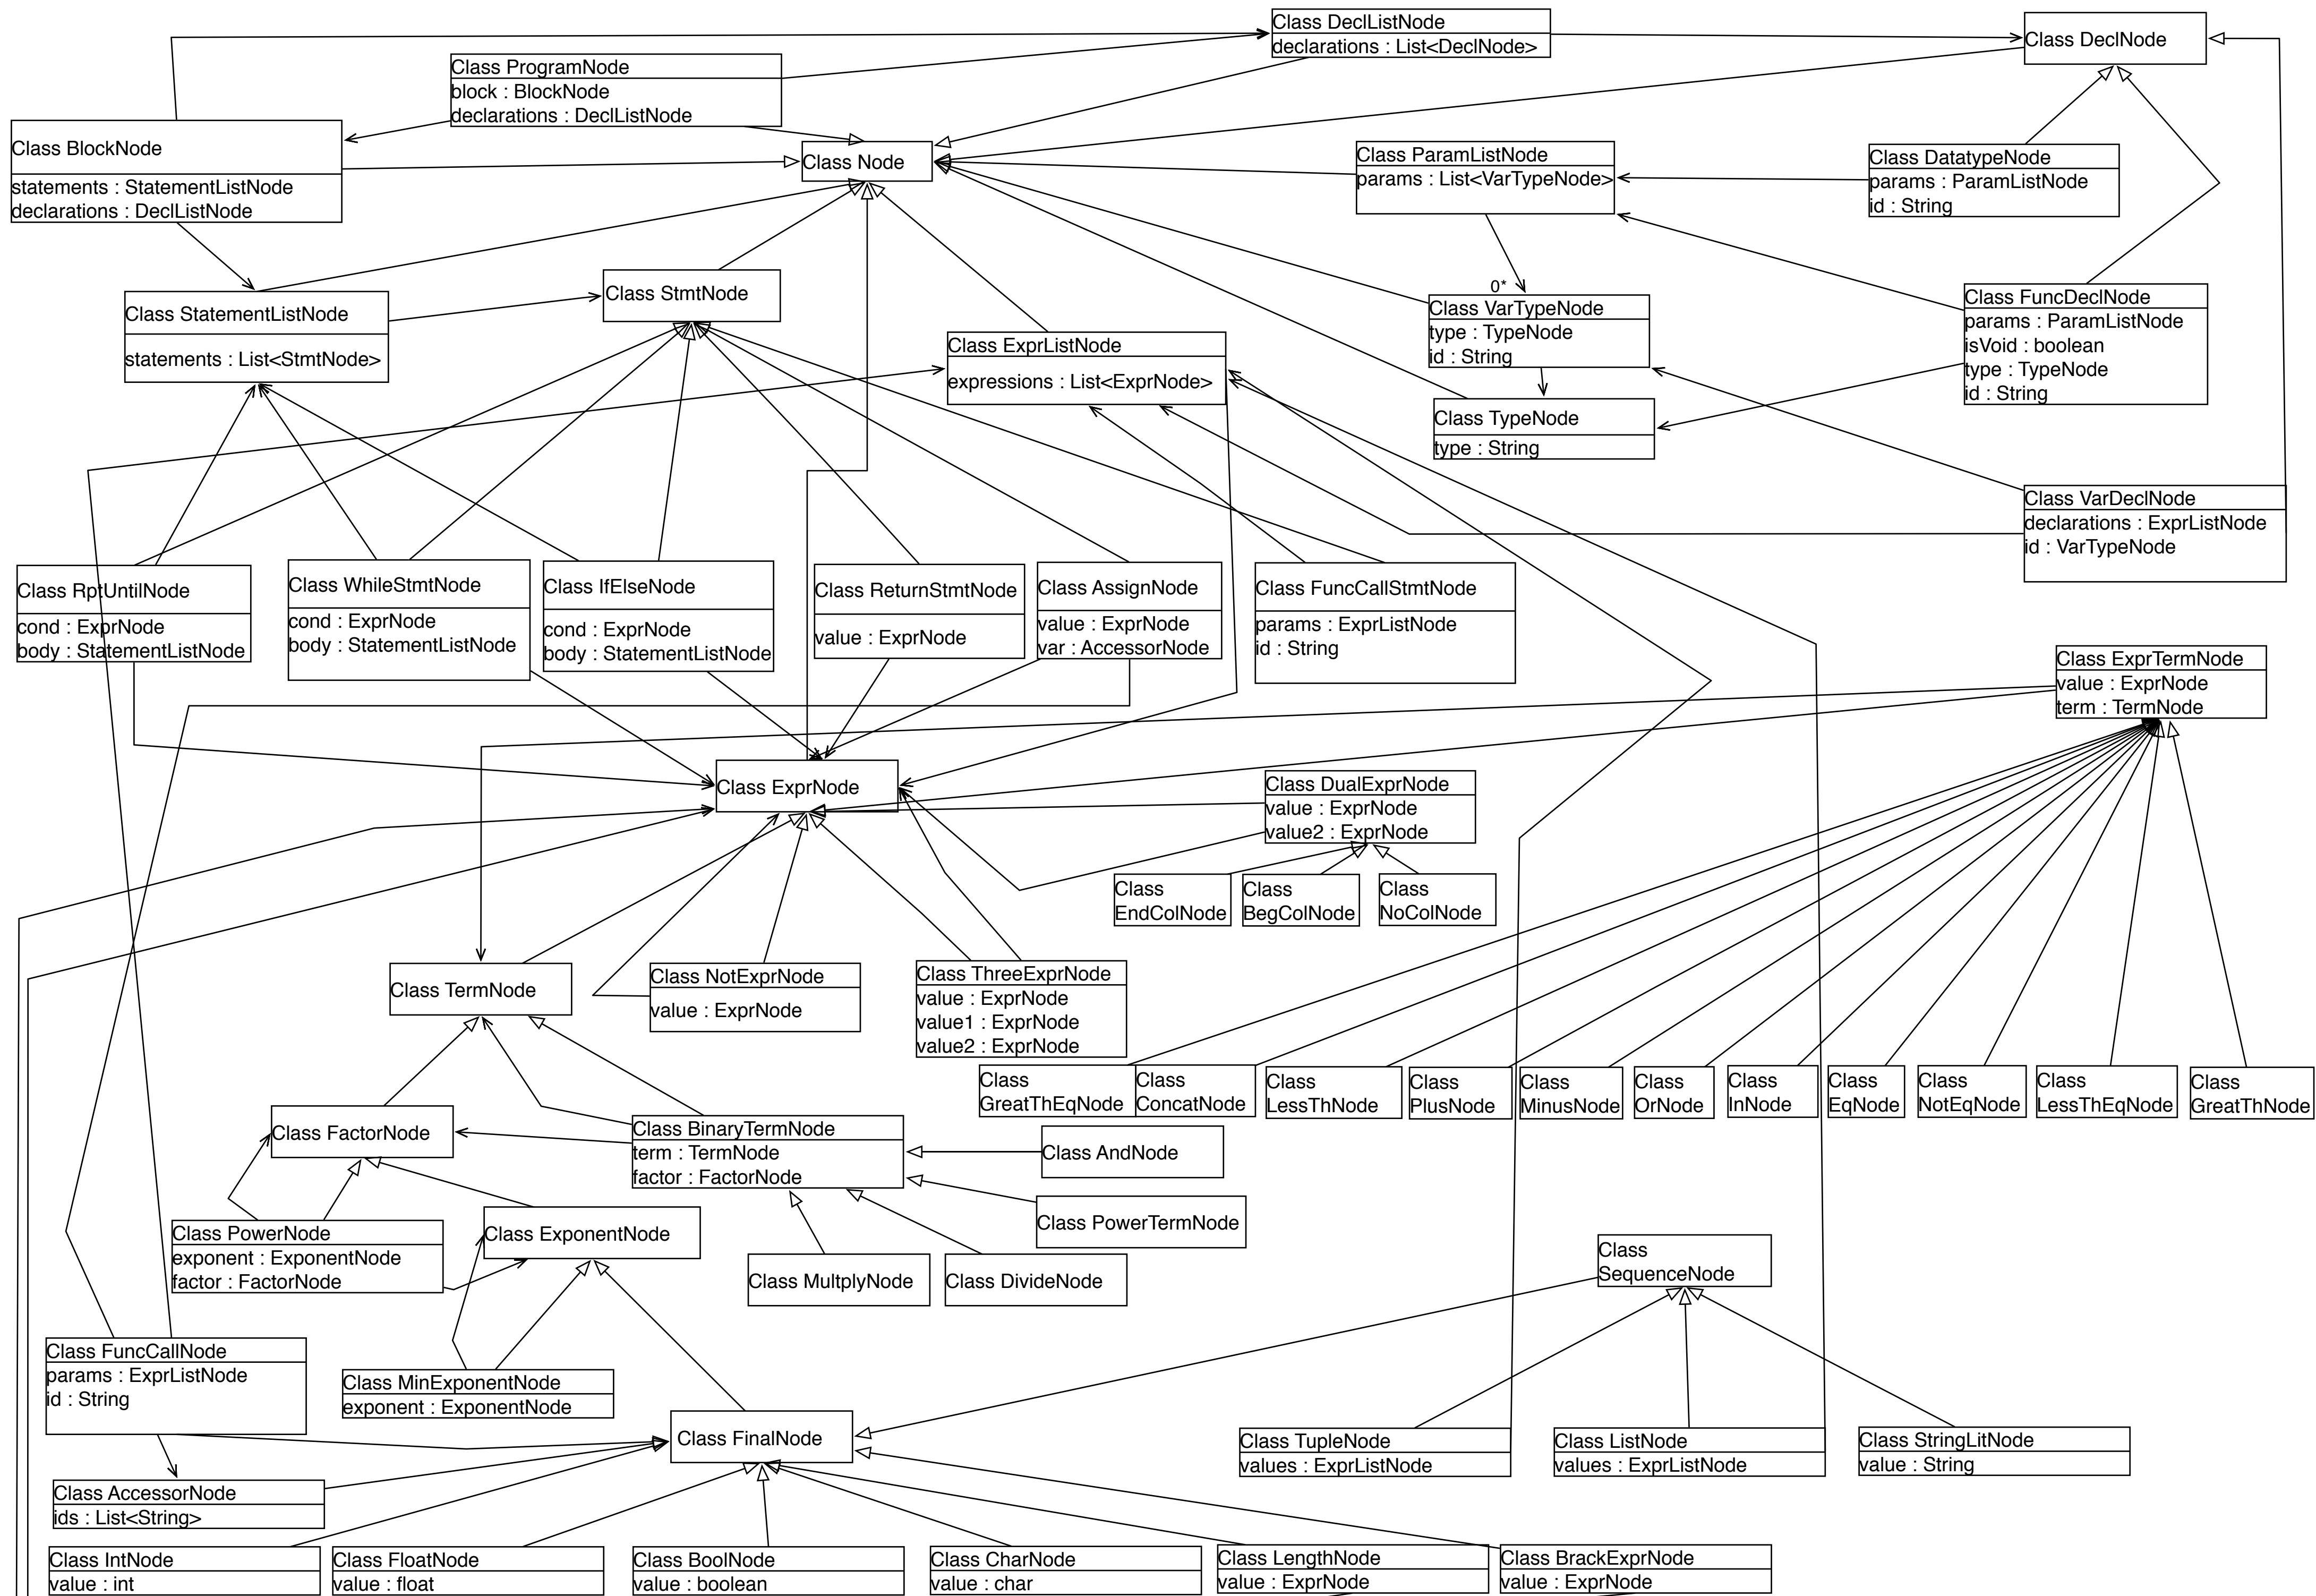 Class DeclListNode
declarations : List<DeclNode>
Class DeclNode
Class ProgramNode
block : BlockNode
declarations : DeclListNode
Class BlockNode
statements : StatementListNode
declarations : DeclListNode
Class Node
Class ParamListNode
params : List<VarTypeNode>
Class DatatypeNode
params : ParamListNode
id : String
Class StatementListNode
statements : List<StmtNode>
Class StmtNode
Class ExprListNode
expressions : List<ExprNode>
0*
Class VarTypeNode
type : TypeNode
id : String
Class FuncDeclNode
params : ParamListNode
isVoid : boolean
type : TypeNode
id : String
Class TypeNode
type : String
Class VarDeclNode
declarations : ExprListNode
id : VarTypeNode
Class RptUntilNode
cond : ExprNode
body : StatementListNode
Class WhileStmtNode
cond : ExprNode
body : StatementListNode
Class IfElseNode
cond : ExprNode
body : StatementListNode
Class ReturnStmtNode
value : ExprNode
Class AssignNode
value : ExprNode
var : AccessorNode
Class FuncCallStmtNode
params : ExprListNode
id : String
Class ExprTermNode
value : ExprNode
term : TermNode
Class ExprNode
Class DualExprNode
value : ExprNode
value2 : ExprNode
Class
EndColNode
Class
BegColNode
Class
NoColNode
Class TermNode
Class NotExprNode
value : ExprNode
Class ThreeExprNode
value : ExprNode
value1 : ExprNode
value2 : ExprNode
Class
GreatThEqNode
Class
ConcatNode
Class
LessThNode
Class
PlusNode
Class
MinusNode
Class
OrNode
Class
InNode
Class
EqNode
Class
NotEqNode
Class
LessThEqNode
Class
GreatThNode
Class FactorNode
Class BinaryTermNode
term : TermNode
factor : FactorNode
Class AndNode
Class PowerTermNode
Class PowerNode
exponent : ExponentNode
factor : FactorNode
Class ExponentNode
Class MultplyNode
Class DivideNode
Class
SequenceNode
Class FuncCallNode
params : ExprListNode
id : String
Class MinExponentNode
exponent : ExponentNode
Class FinalNode
Class TupleNode
values : ExprListNode
Class ListNode
values : ExprListNode
Class StringLitNode
value : String
Class AccessorNode
ids : List<String>
Class IntNode
value : int
Class FloatNode
value : float
Class BoolNode
value : boolean
Class CharNode
value : char
Class LengthNode
value : ExprNode
Class BrackExprNode
value : ExprNode